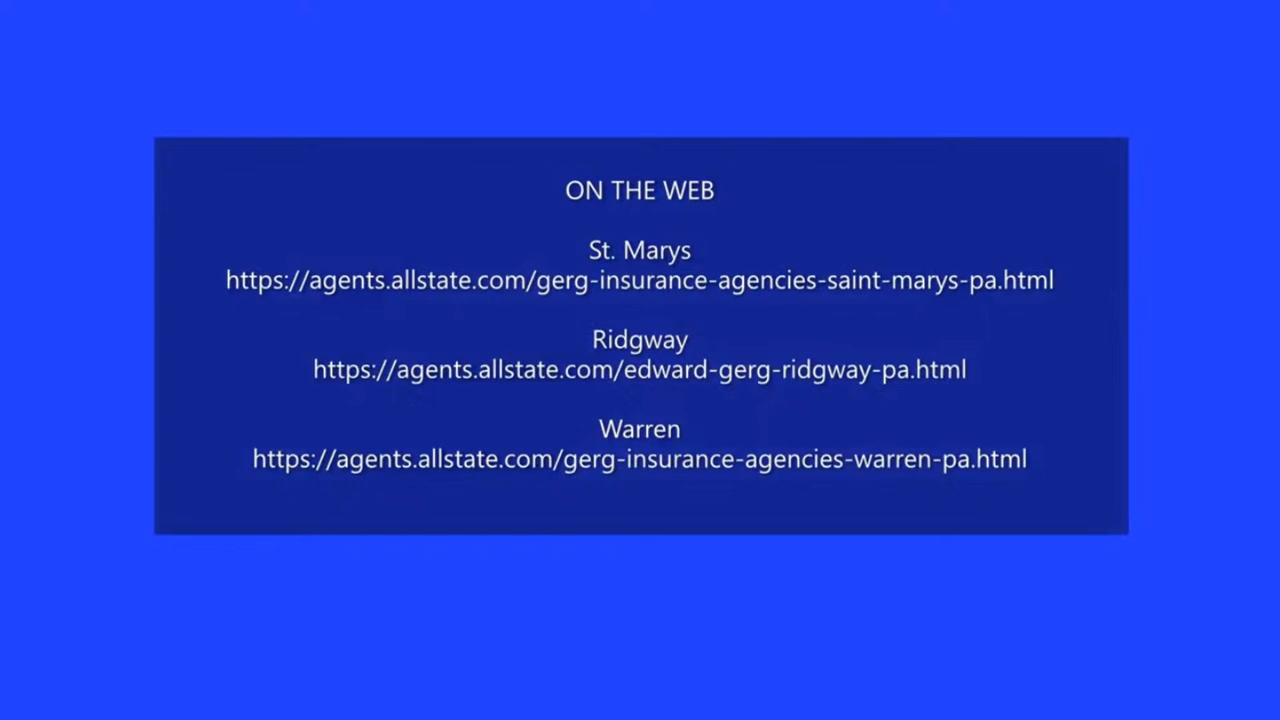 ON THE WEB
St. Marys
https://agents.allstate.com/gerg-insurance-agencies-saint-marys-pa.html
Ridgway
https://agents.allstate.com/edward-gerg-ridgway-pa.html
Warren
https://agents.allstate.com/gerg-insurance-agencies-warren-pa.html